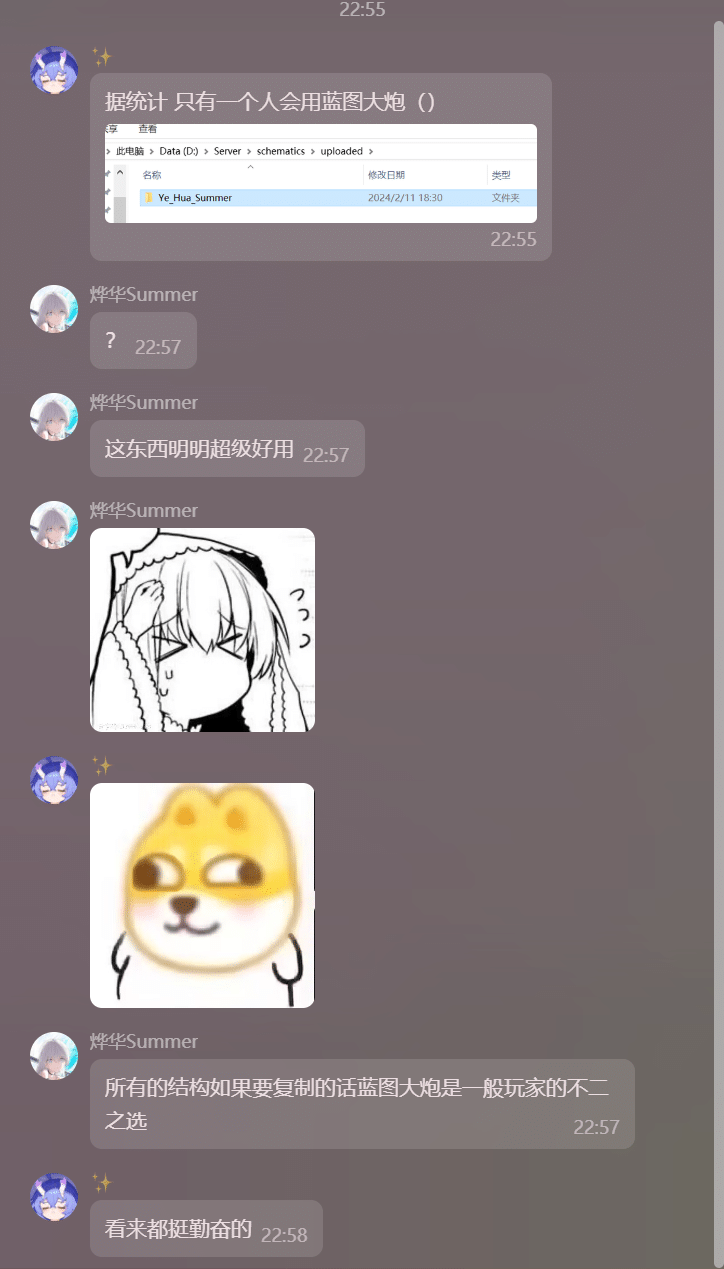 22:55
✨
据统计 只有一个人会用蓝图大炮（）
共享 查看
此电脑 > Data (D:) > Server > schematics > uploaded >
名称 修改日期 类型
Ye_Hua_Summer 2024/2/11 18:30 文件夹
22:55
烨华Summer
？ 22:57
烨华Summer
这东西明明超级好用 22:57
烨华Summer
✨
烨华Summer
所有的结构如果要复制的话蓝图大炮是一般玩家的不二
之选 22:57
✨
看来都挺勤奋的 22:58